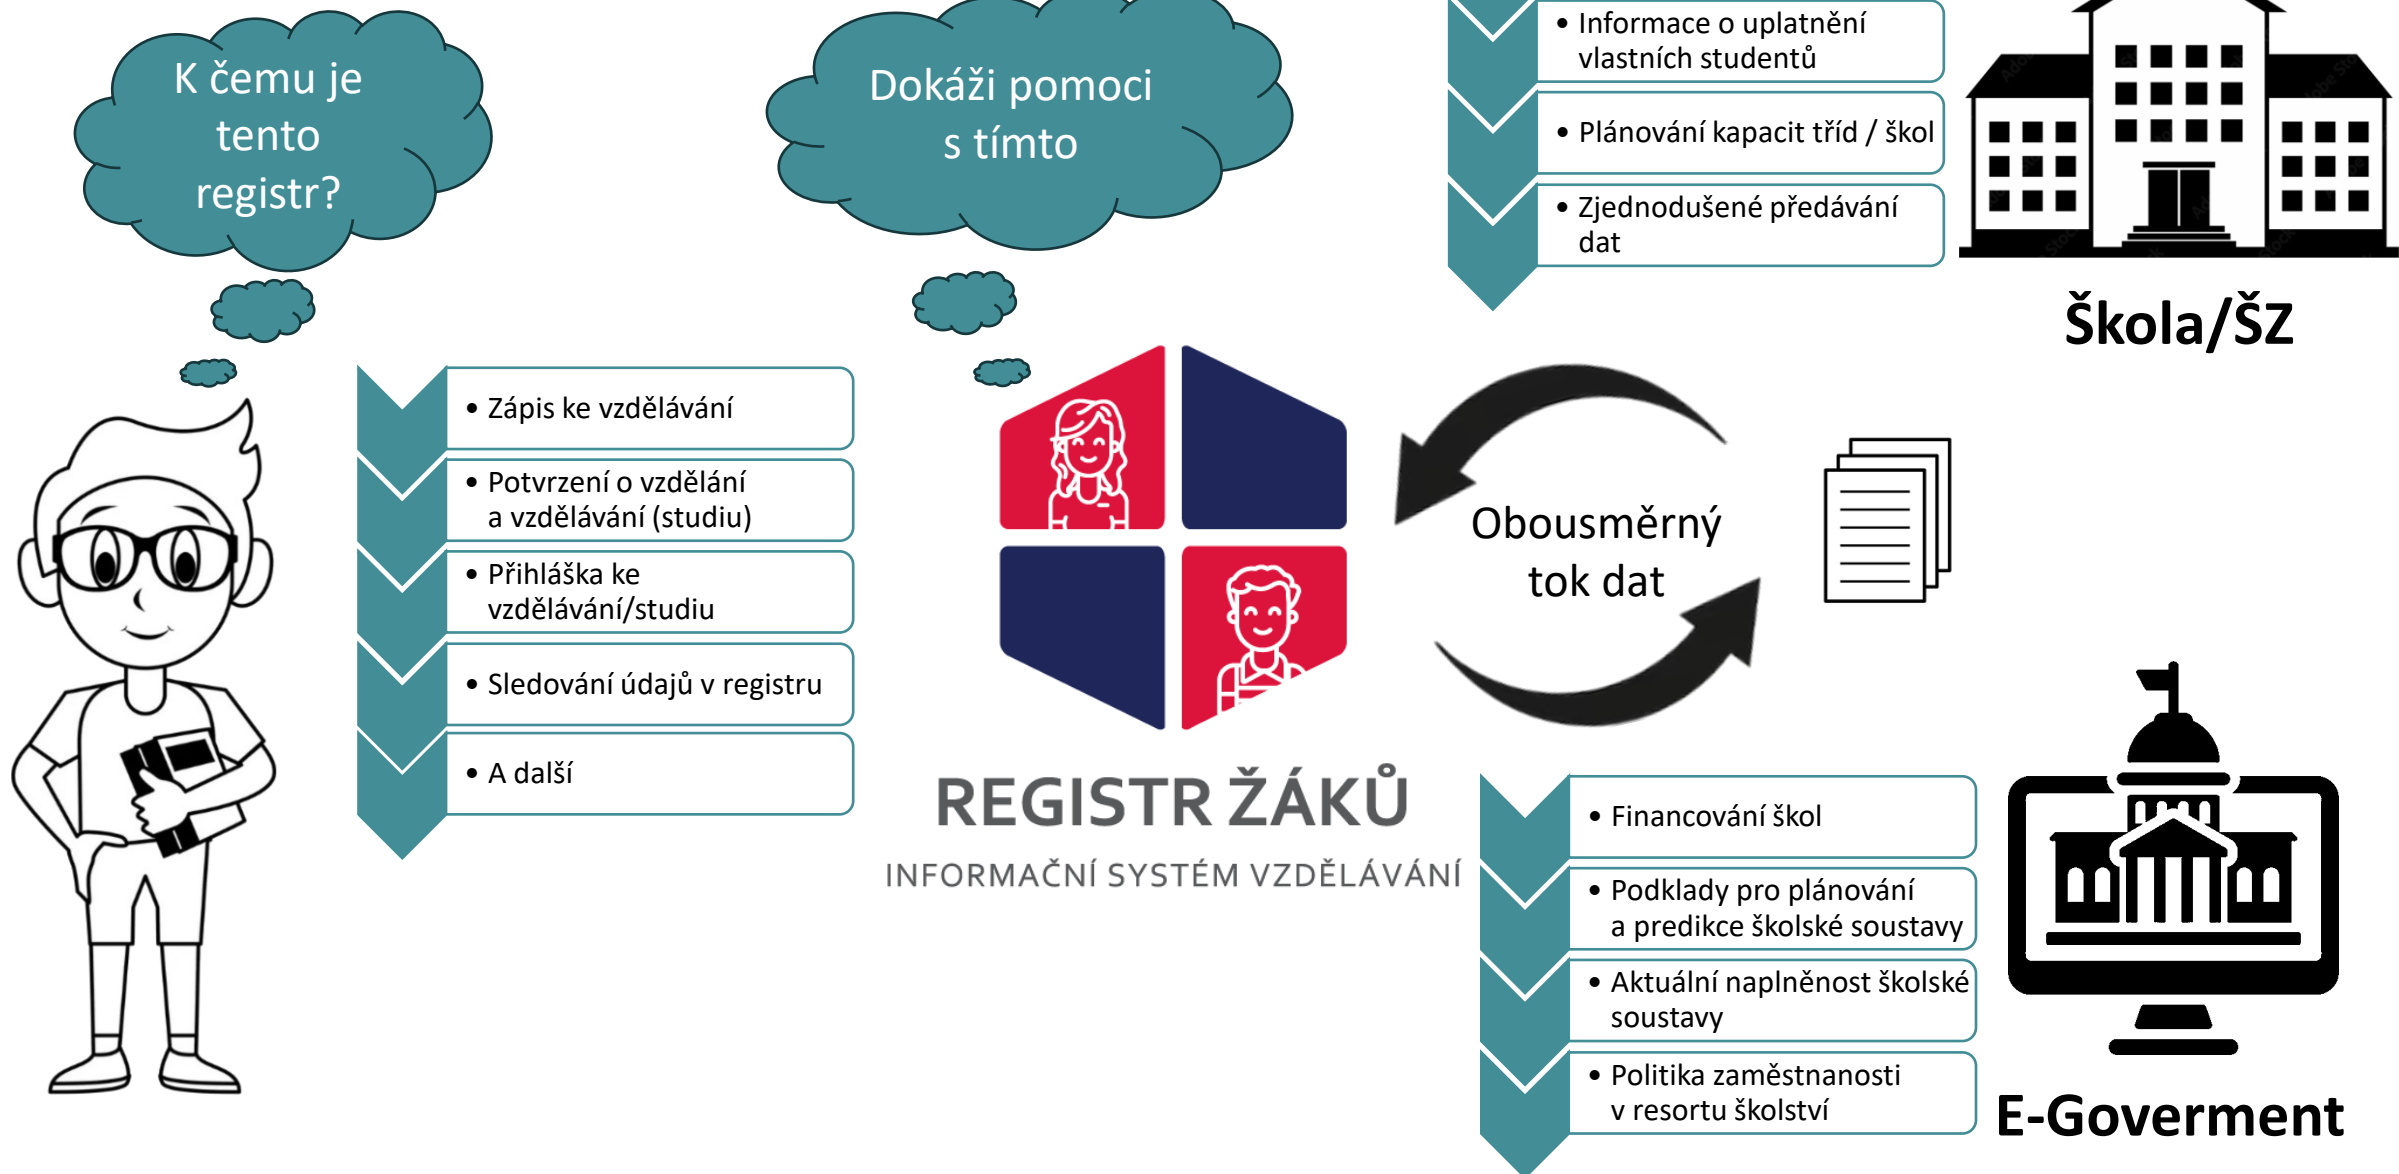 K čemu je
tento
registr?
Dokáži pomoci
s tímto
• Informace o uplatnění
vlastních studentů
• Plánování kapacit tříd / škol
• Zjednodušené předávání
dat
Škola/ŠZ
• Zápis ke vzdělávání
• Potvrzení o vzdělání
a vzdělávání (studiu)
• Přihláška ke
vzdělávání/studiu
• Sledování údajů v registru
• A další
Obousměrný
tok dat
REGISTR ŽÁKŮ
INFORMAČNÍ SYSTÉM VZDĚLÁVÁNÍ
• Financování škol
• Podklady pro plánování
a predikce školské soustavy
• Aktuální naplněnost školské
soustavy
• Politika zaměstnanosti
v resortu školství
E-Goverment